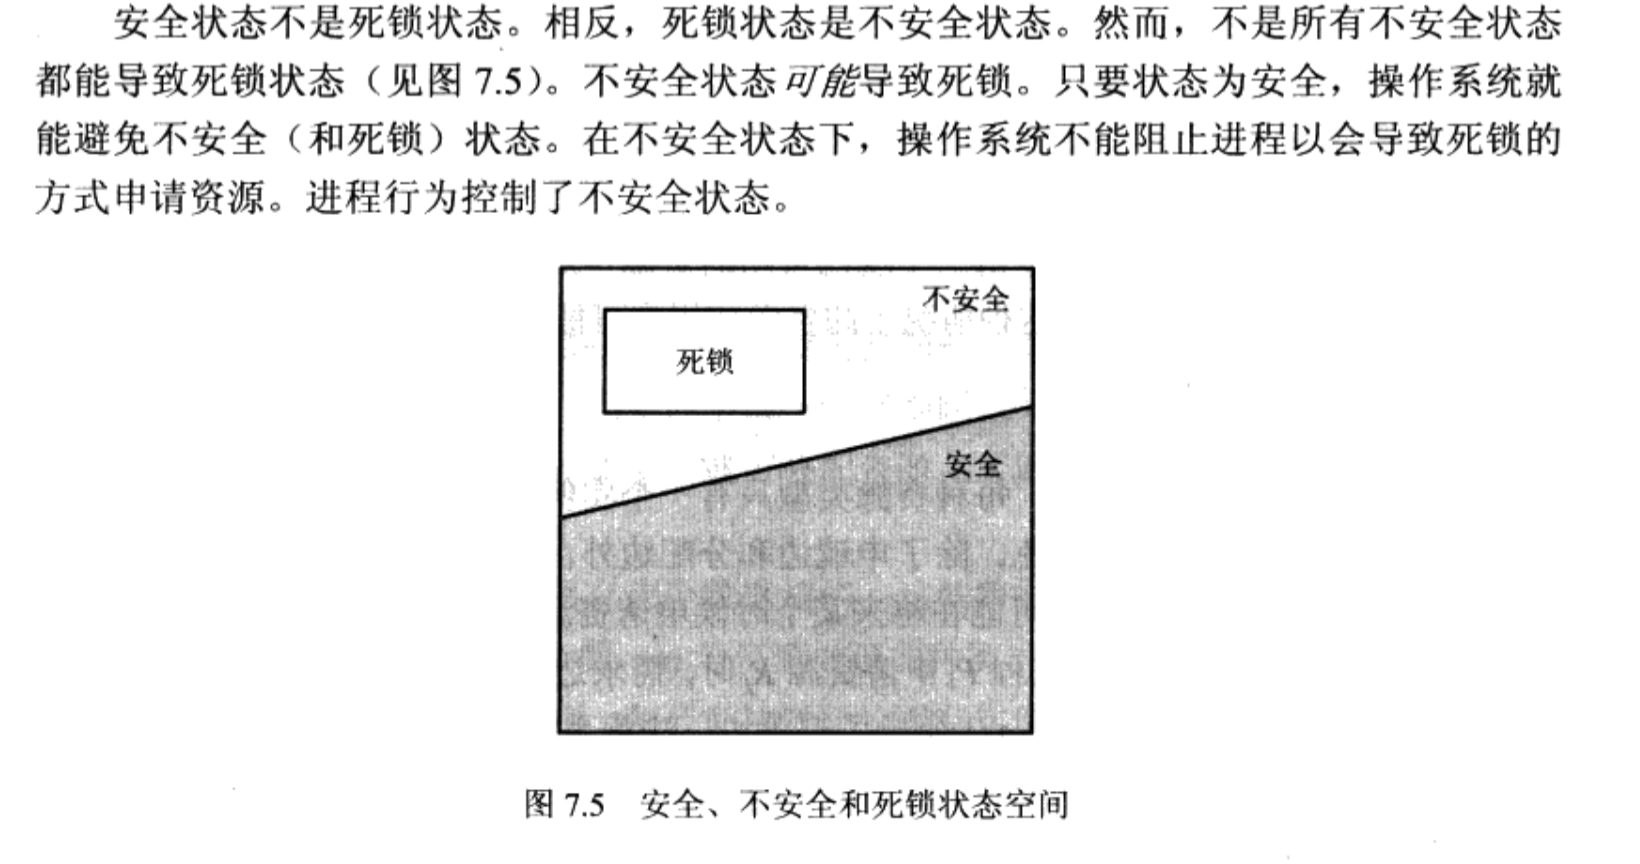 安全状态不是死锁状态。相反，死锁状态是不安全状态。然而，不是所有不安全状态
都能导致死锁状态（见图 7.5）。不安全状态可能导致死锁。只要状态为安全，操作系统就
能避免不安全（和死锁）状态。在不安全状态下，操作系统不能阻止进程以会导致死锁的
方式申请资源。进程行为控制了不安全状态。
不安全
死锁
安全
图 7.5 安全、不安全和死锁状态空间